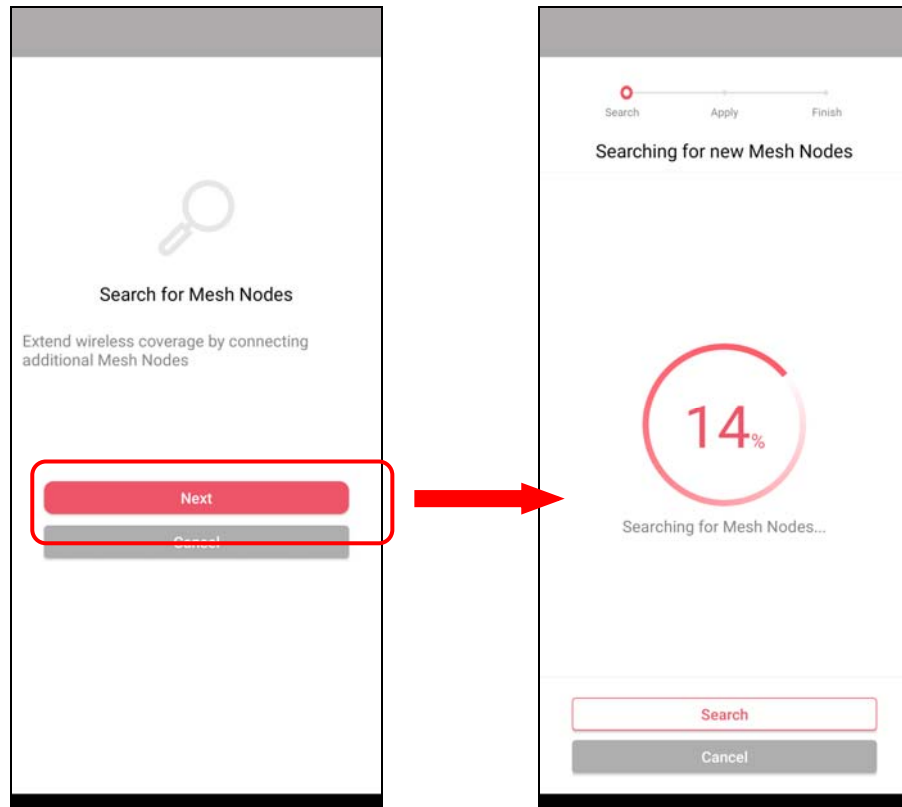 Search for Mesh Nodes
Extend wireless coverage by connecting
additional Mesh Nodes
Next
Cancel
Search Apply Finish
Searching for new Mesh Nodes
14%
Searching for Mesh Nodes...
Search
Cancel